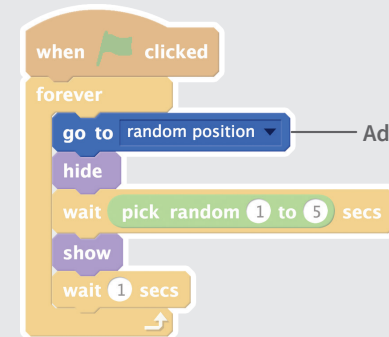 when clicked
forever
go to random position
Ad
hide
wait pick random 1 to 5 secs
show
wait 1 secs